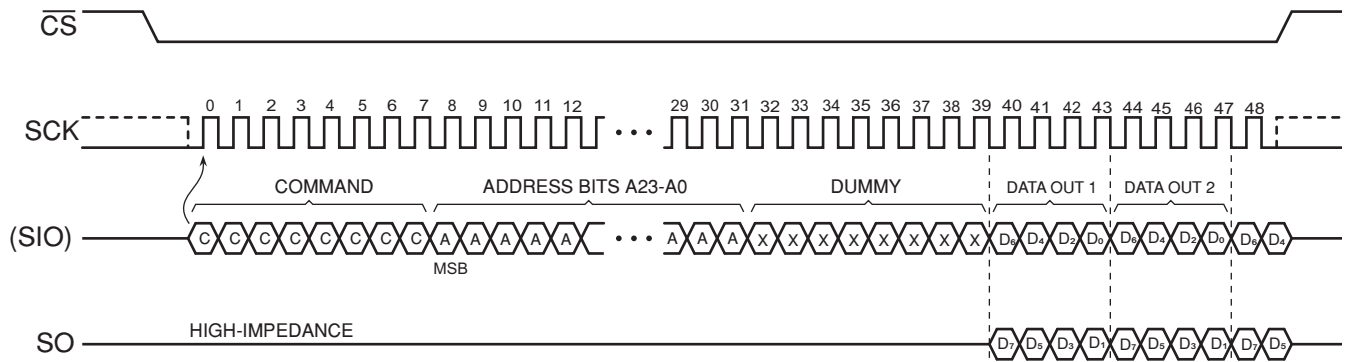 CS
0 1 2 3 4 5 6 7 8 9 10 11 12 29 30 31 32 33 34 35 36 37 38 39 40 41 42 43 44 45 46 47 48
SCK
COMMAND ADDRESS BITS A23-A0 DUMMY DATA OUT 1 DATA OUT 2
(SIO) C C C C C C C C A A A A A A A A X X X X X X X X D₆ D₄ D₂ D₀ D₆ D₄ D₂ D₀ D₆ D₄
MSB
HIGH-IMPEDANCE
SO D₇ D₅ D₃ D₁ D₇ D₅ D₃ D₁ D₇ D₅